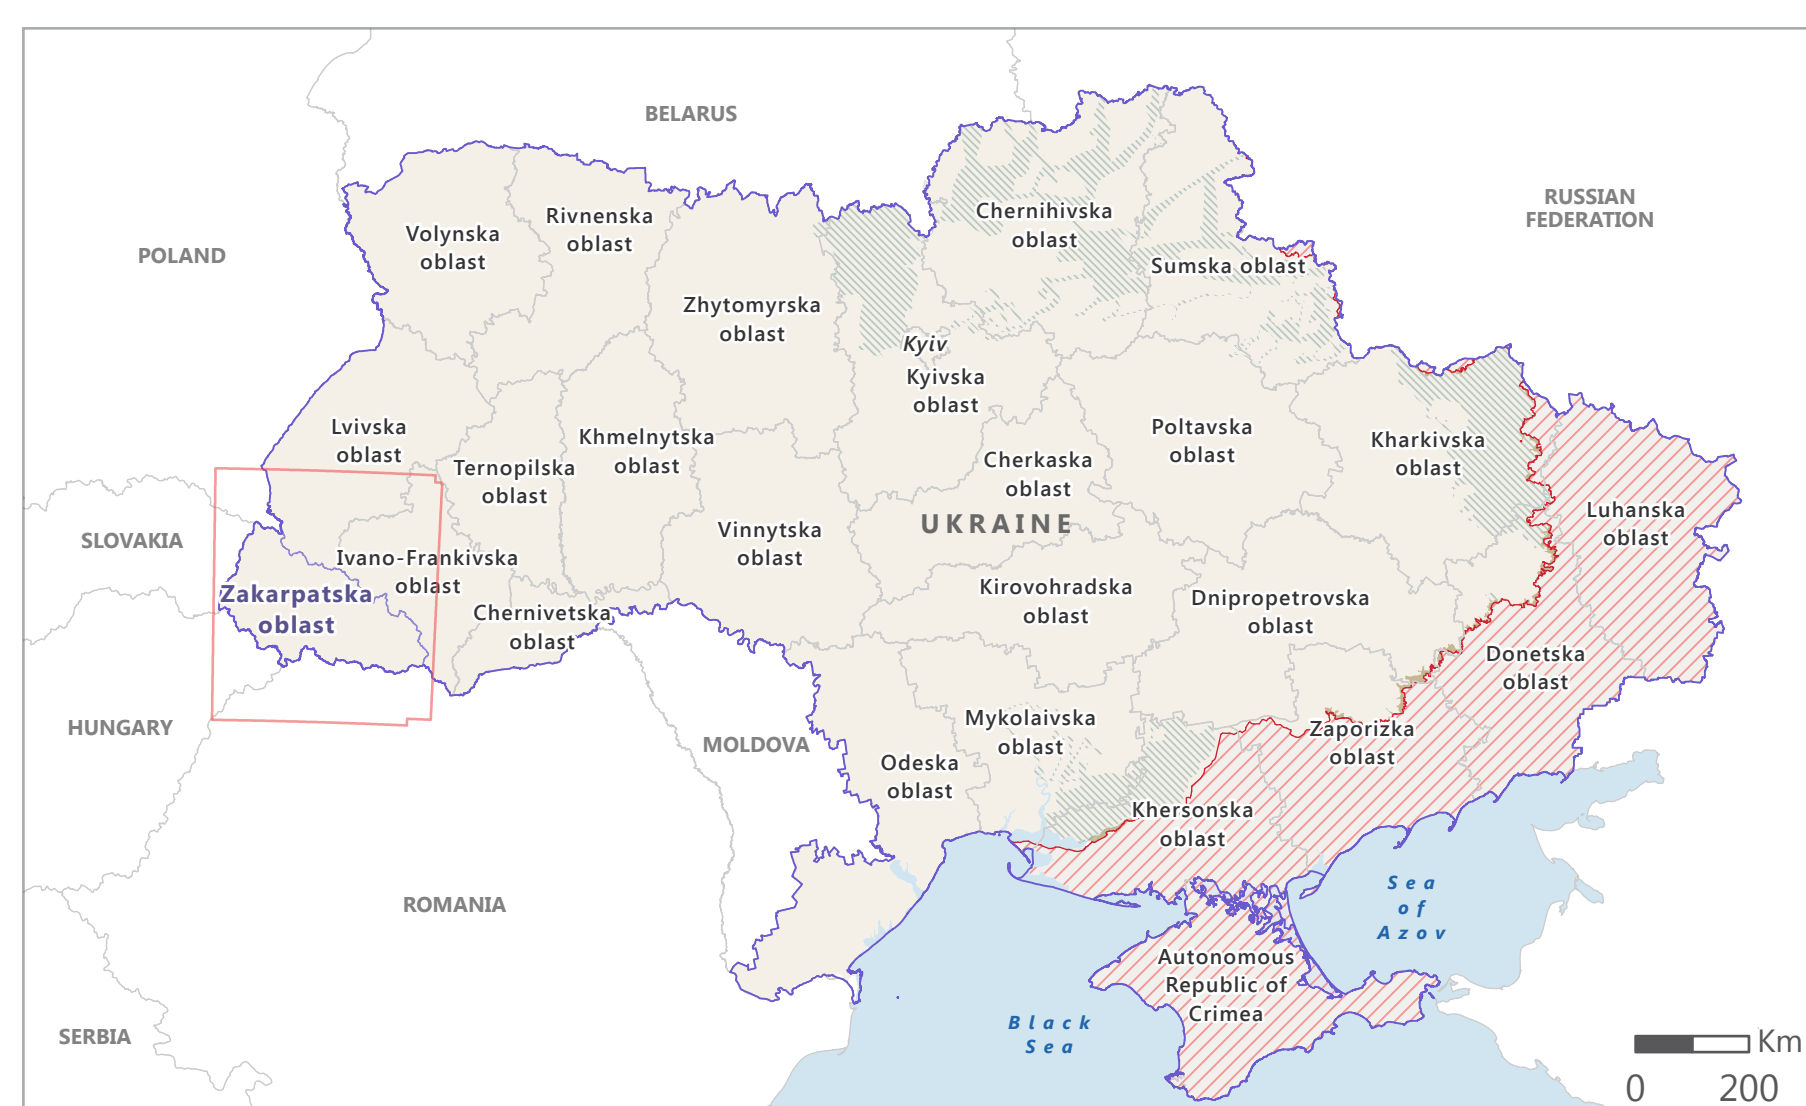 BELARUS
RUSSIAN
FEDERATION
POLAND
Volynska
oblast
Rivnenska
oblast
Chernihivska
oblast
Sumska oblast
Zhytomyrska
oblast
Kyiv
Kyivska
oblast
Lvivska
oblast
Khmelnytska
oblast
Ternopilska
oblast
Cherkaska
oblast
Poltavska
oblast
Kharkivska
oblast
Luhanska
oblast
UKRAINE
Vinnytska
oblast
SLOVAKIA
Ivano-Frankivska
oblast
Zakarpatska
oblast
Chernivetska
oblast
Kirovohradska
oblast
Dnipropetrovska
oblast
Donetska
oblast
HUNGARY
MOLDOVA
Mykolaivska
oblast
Odeska
oblast
Zaporizka
oblast
Khersonska
oblast
ROMANIA
Sea
of
Azov
Autonomous
Republic of
Crimea
Black
Sea
SERBIA
Km
0 200